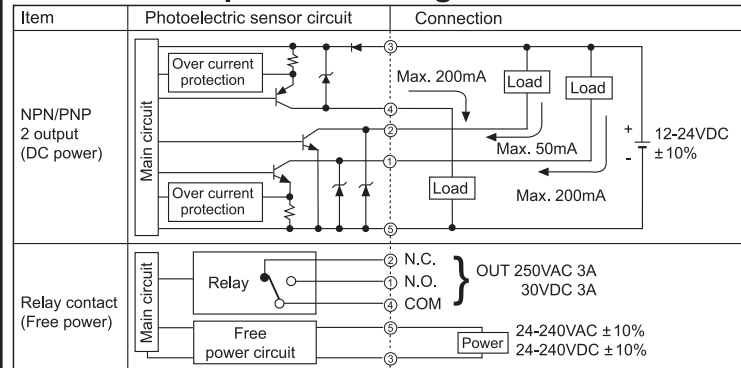 Item
Photoelectric sensor circuit
Connection
NPN/PNP
2 output
(DC power)
Main circuit
Over current
protection
Over current
protection
3
4
2
1
5
Max. 200mA
Load
Load
Max. 50mA
Load
Max. 200mA
+
-
12-24VDC
±10%
Relay contact
(Free power)
Main circuit
Relay
Free
power circuit
2 N.C.
1 N.O.
4 COM
5
3
} OUT 250VAC 3A
30VDC 3A
Power
24-240VAC ±10%
24-240VDC ±10%